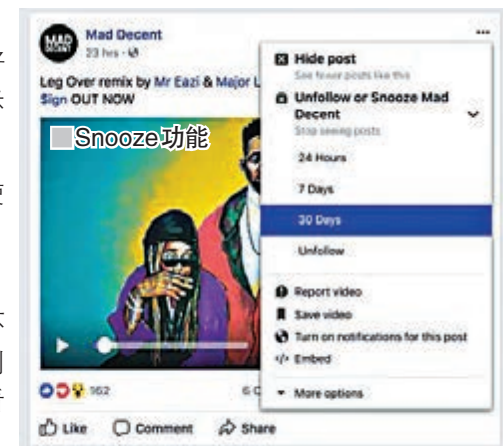 Mad Decent
23 hrs
Leg Over remix by Mr Eazi & Major L
$ign OUT NOW
Snooze功能
Hide post
See fewer posts like this
Unfollow or Snooze Mad
Decent
Stop seeing posts
24 Hours
7 Days
30 Days
Unfollow
Report video
Save video
Turn on notifications for this post
Embed
More options
162
6 C
Like Comment Share